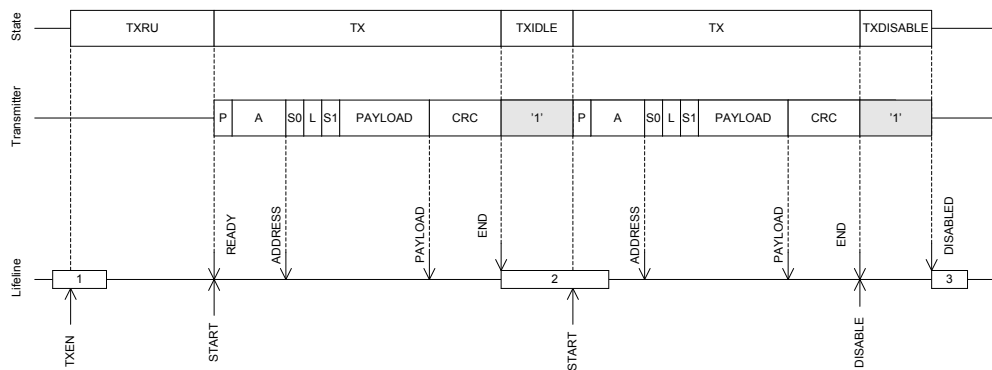 State
TXRU
TX
TXIDLE
TX
TXDISABLE
Transmitter
P
A
S0
L
S1
PAYLOAD
CRC
'1'
P
A
S0
L
S1
PAYLOAD
CRC
'1'
READY
ADDRESS
PAYLOAD
END
ADDRESS
PAYLOAD
END
DISABLED
Lifeline
1
2
3
TXEN
START
START
DISABLE